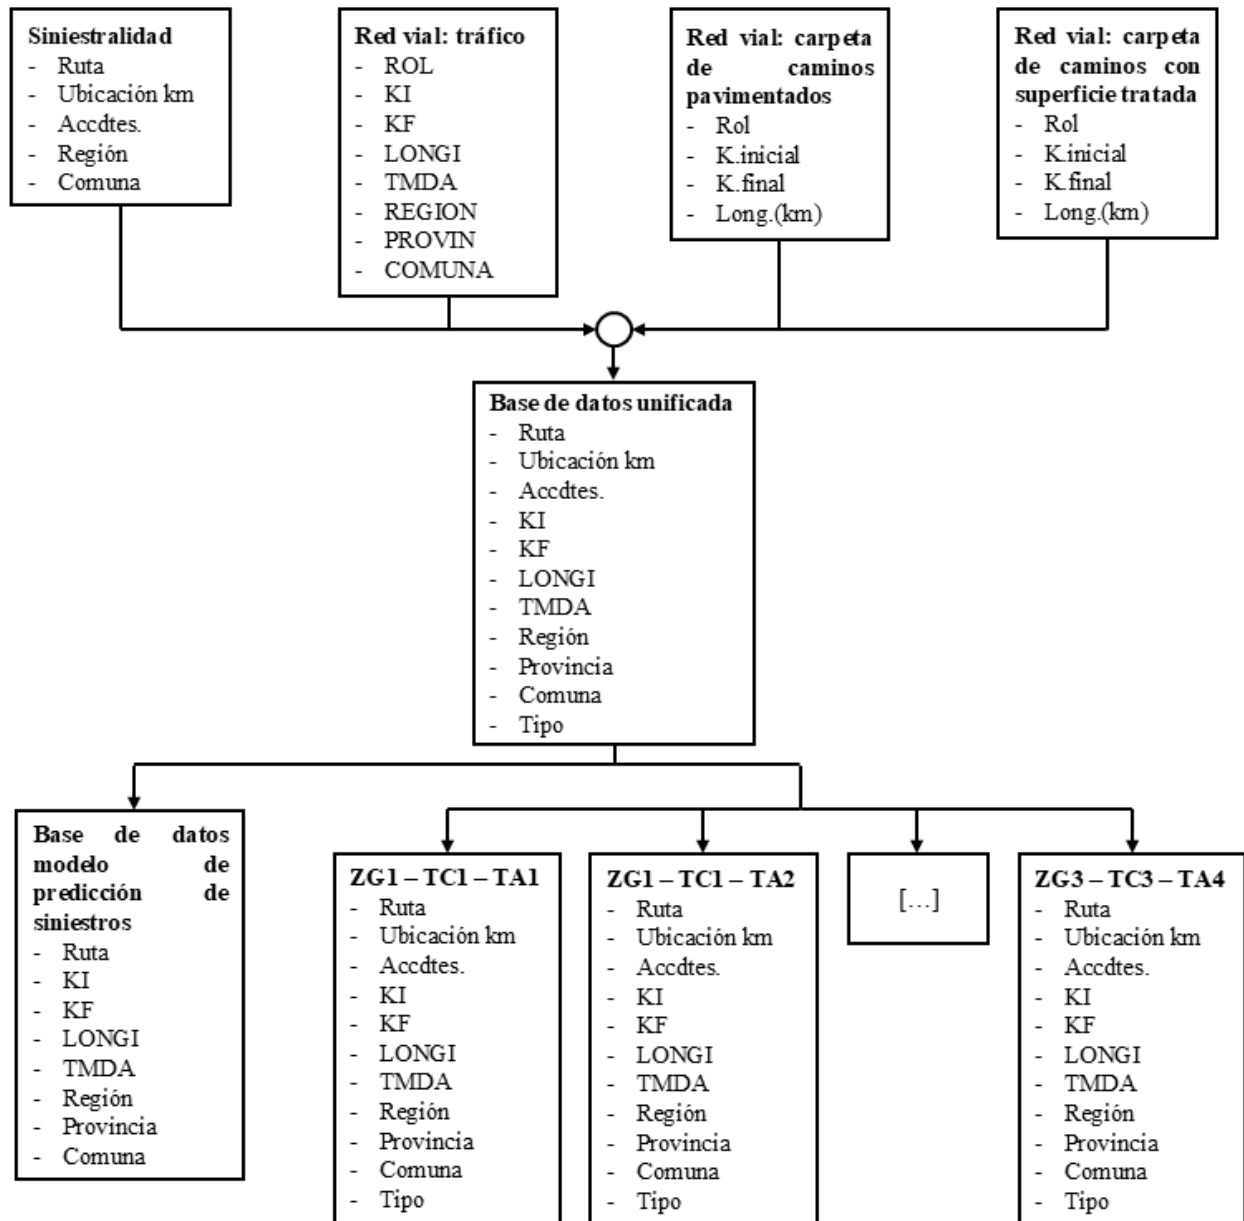 Siniestralidad
- Ruta
- Ubicación km
- Accdtes.
- Región
- Comuna
Red vial: tráfico
- ROL
- KI
- KF
- LONGI
- TMDA
- REGION
- PROVIN
- COMUNA
Red vial: carpeta
de caminos
pavimentados
- Rol
- K.inicial
- K.final
- Long.(km)
Red vial: carpeta
de caminos con
superficie tratada
- Rol
- K.inicial
- K.final
- Long.(km)
Base de datos unificada
- Ruta
- Ubicación km
- Accdtes.
- KI
- KF
- LONGI
- TMDA
- Región
- Provincia
- Comuna
- Tipo
Base de datos
modelo de
predicción de
siniestros
- Ruta
- KI
- KF
- LONGI
- TMDA
- Región
- Provincia
- Comuna
ZG1 – TC1 – TA1
- Ruta
- Ubicación km
- Accdtes.
- KI
- KF
- LONGI
- TMDA
- Región
- Provincia
- Comuna
- Tipo
ZG1 – TC1 – TA2
- Ruta
- Ubicación km
- Accdtes.
- KI
- KF
- LONGI
- TMDA
- Región
- Provincia
- Comuna
- Tipo
[...]
ZG3 – TC3 – TA4
- Ruta
- Ubicación km
- Accdtes.
- KI
- KF
- LONGI
- TMDA
- Región
- Provincia
- Comuna
- Tipo